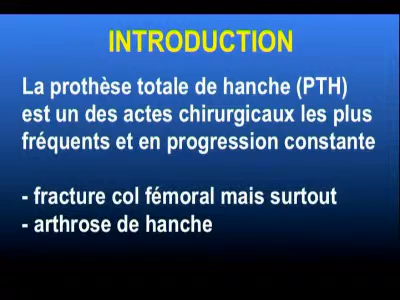 INTRODUCTION
La prothèse totale de hanche (PTH)
est un des actes chirurgicaux les plus
fréquents et en progression constante
- fracture col fémoral mais surtout
- arthrose de hanche